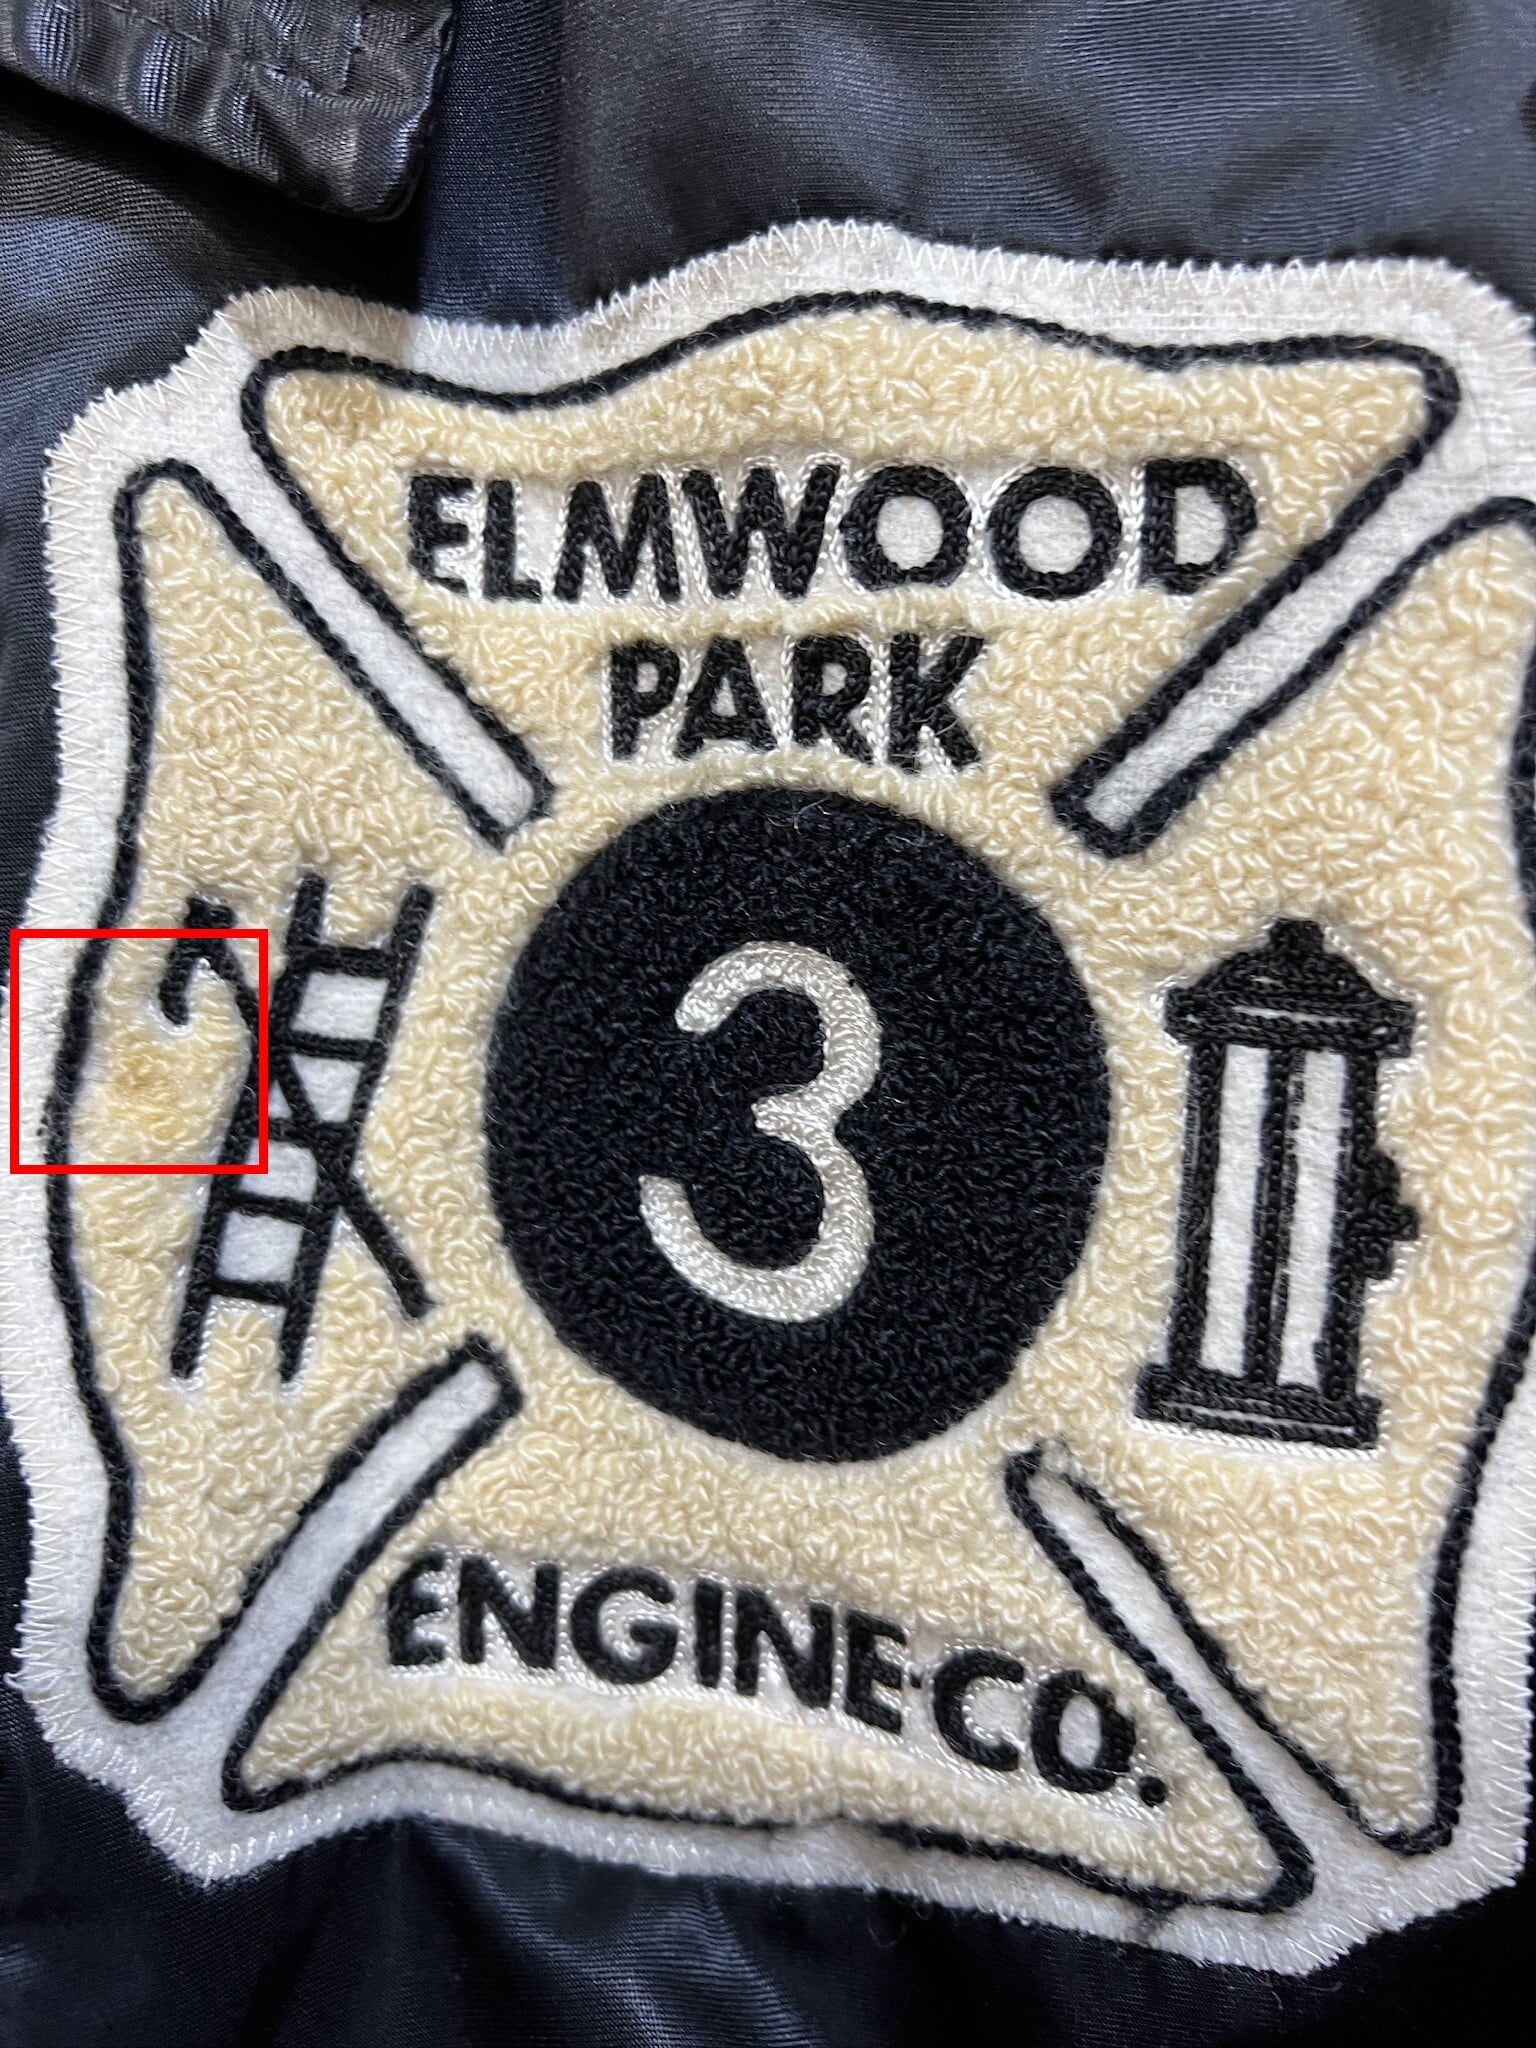 ELMWOOD
PARK
3
ENGINE·CO.